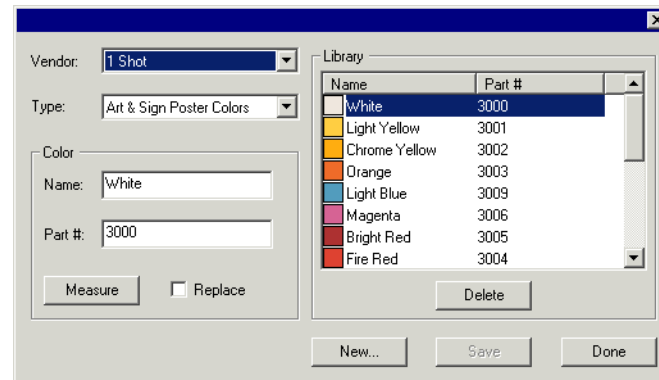 Vendor: 1 Shot
Type: Art & Sign Poster Colors
Color
Name: White
Part #: 3000
Measure Replace
Library
Name Part #
White 3000
Light Yellow 3001
Chrome Yellow 3002
Orange 3003
Light Blue 3009
Magenta 3006
Bright Red 3005
Fire Red 3004
Delete
New... Save Done